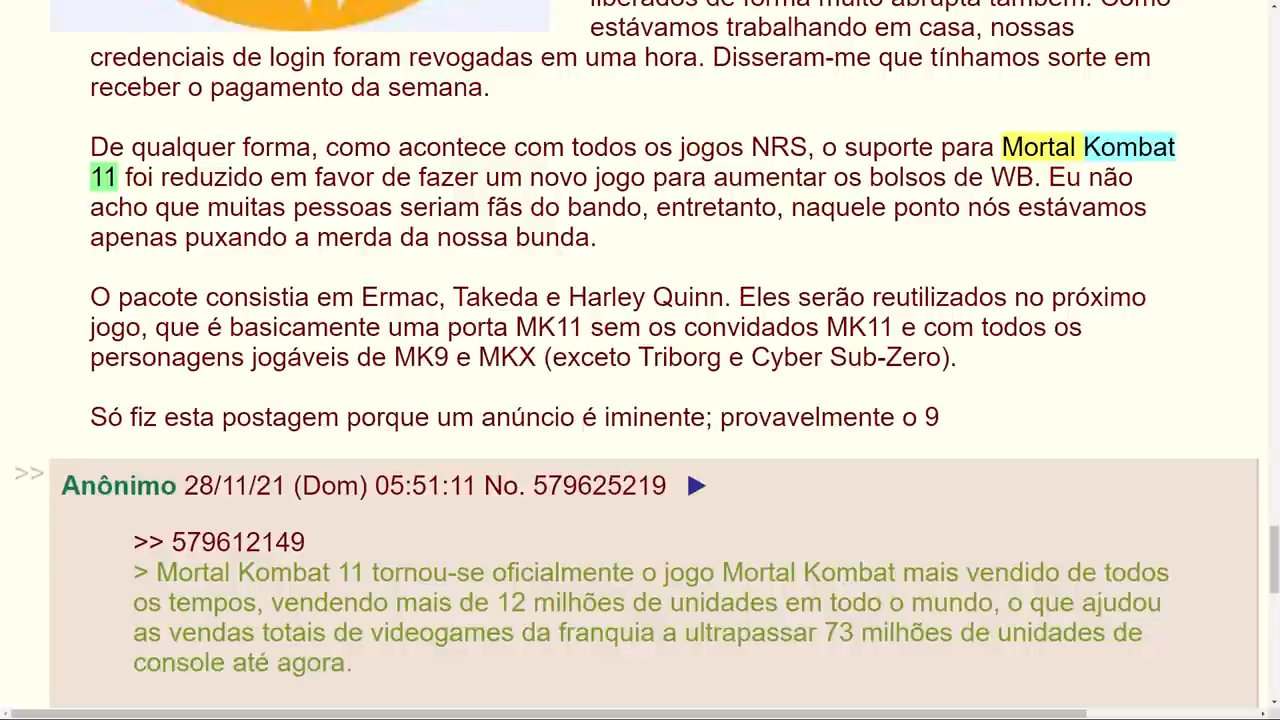 liberados de forma muito abrupta também. Como
estávamos trabalhando em casa, nossas
credenciais de login foram revogadas em uma hora. Disseram-me que tínhamos sorte em
receber o pagamento da semana.
De qualquer forma, como acontece com todos os jogos NRS, o suporte para Mortal Kombat
11 foi reduzido em favor de fazer um novo jogo para aumentar os bolsos de WB. Eu não
acho que muitas pessoas seriam fãs do bando, entretanto, naquele ponto nós estávamos
apenas puxando a merda da nossa bunda.
O pacote consistia em Ermac, Takeda e Harley Quinn. Eles serão reutilizados no próximo
jogo, que é basicamente uma porta MK11 sem os convidados MK11 e com todos os
personagens jogáveis de MK9 e MKX (exceto Triborg e Cyber Sub-Zero).
Só fiz esta postagem porque um anúncio é iminente; provavelmente o 9
>>
Anônimo 28/11/21 (Dom) 05:51:11 No. 579625219
>> 579612149
> Mortal Kombat 11 tornou-se oficialmente o jogo Mortal Kombat mais vendido de todos
os tempos, vendendo mais de 12 milhões de unidades em todo o mundo, o que ajudou
as vendas totais de videogames da franquia a ultrapassar 73 milhões de unidades de
console até agora.